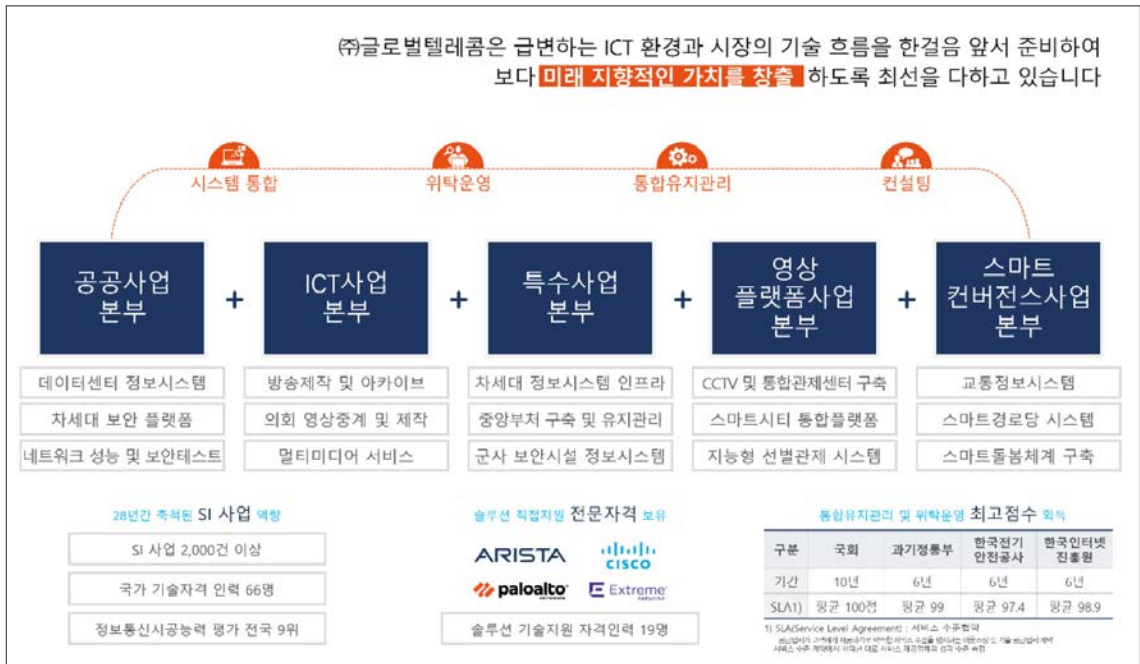 ㈜글로벌텔레콤은 급변하는 ICT 환경과 시장의 기술 흐름을 한걸음 앞서 준비하여
보다 미래 지향적인 가치를 창출 하도록 최선을 다하고 있습니다
시스템 통합 위탁운영 통합유지관리 컨설팅
공공사업
본부
+
ICT사업
본부
+
특수사업
본부
+
영상
플랫폼사업
본부
+
스마트
컨버전스사업
본부
데이터센터 정보시스템
차세대 보안 플랫폼
네트워크 성능 및 보안테스트
방송제작 및 아카이브
의회 영상중계 및 제작
멀티미디어 서비스
차세대 정보시스템 인프라
중앙부처 구축 및 유지관리
군사 보안시설 정보시스템
CCTV 및 통합관제센터 구축
스마트시티 통합플랫폼
지능형 선별관제 시스템
교통정보시스템
스마트경로당 시스템
스마트돌봄체계 구축
28년간 축적된 SI 사업 역량
SI 사업 2,000건 이상
국가 기술자격 인력 66명
정보통신시공능력 평가 전국 9위
솔루션 직접지원 전문자격 보유
ARISTA
CISCO
paloalto
NETWORKS
Extreme
networks
솔루션 기술지원 자격인력 19명
통합유지관리 및 위탁운영 최고점수 획득
구분 국회 과기정통부 한국전기 안전공사 한국인터넷 진흥원
기간 10년 6년 6년 6년
SLA1) 평균 100점 평균 99 평균 97.4 평균 98.9
1) SLA(Service Level Agreement) : 서비스 수준협약